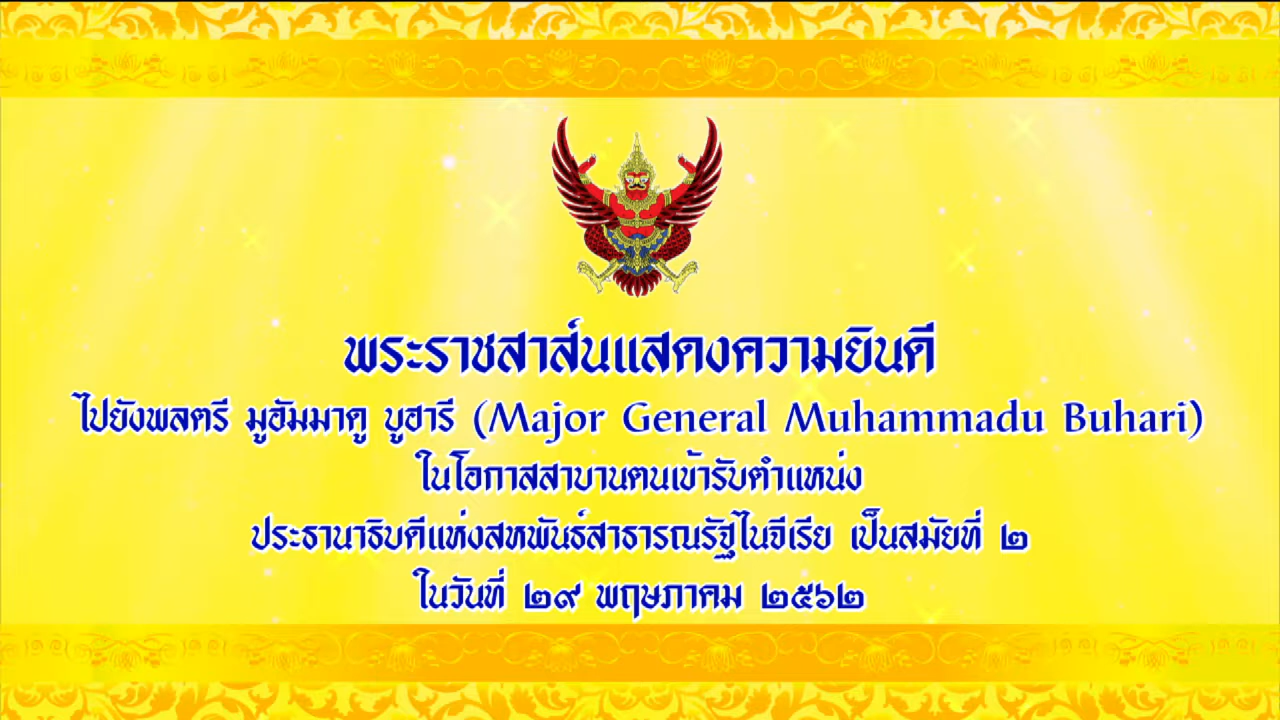 พระราชสาส์นแสดงความยินดี
ไปยังพลตรี มูฮัมมาดู บูฮารี (Major General Muhammadu Buhari)
ในโอกาสสาบานตนเข้ารับตำแหน่ง
ประธานาธิบดีแห่งสหพันธ์สาธารณรัฐไนจีเรีย เป็นสมัยที่ ๒
ในวันที่ ๒๙ พฤษภาคม ๒๕๖๒